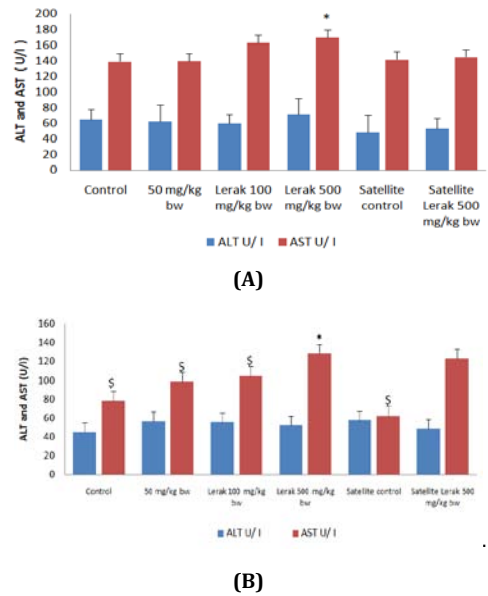 ALT and AST ( U/I )
200
180
160
140
120
100
80
60
40
20
0
*
Control
50 mg/kg bw
Lerak 100 mg/kg bw
Lerak 500 mg/kg bw
Satellite control
Satellite Lerak 500 mg/kg bw
ALT U/ I
AST U/ I
(A)
ALT and AST (U/I)
160
140
120
100
80
60
40
20
0
$
$
$
*
$
Control
50 mg/kg bw
Lerak 100 mg/kg bw
Lerak 500 mg/kg bw
Satellite control
Satellite Lerak 500 mg/kg bw
ALT U/ I
AST U/ I
.
(B)